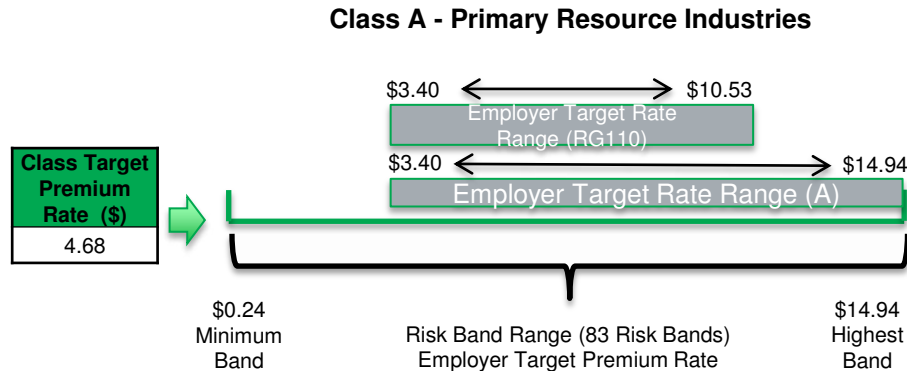 Class A - Primary Resource Industries
$3.40
$10.53
Employer Target Rate
Range (RG110)
$3.40
$14.94
Employer Target Rate Range (A)
Class Target
Premium
Rate ($)
4.68
$0.24
Minimum
Band
Risk Band Range (83 Risk Bands)
Employer Target Premium Rate
$14.94
Highest
Band